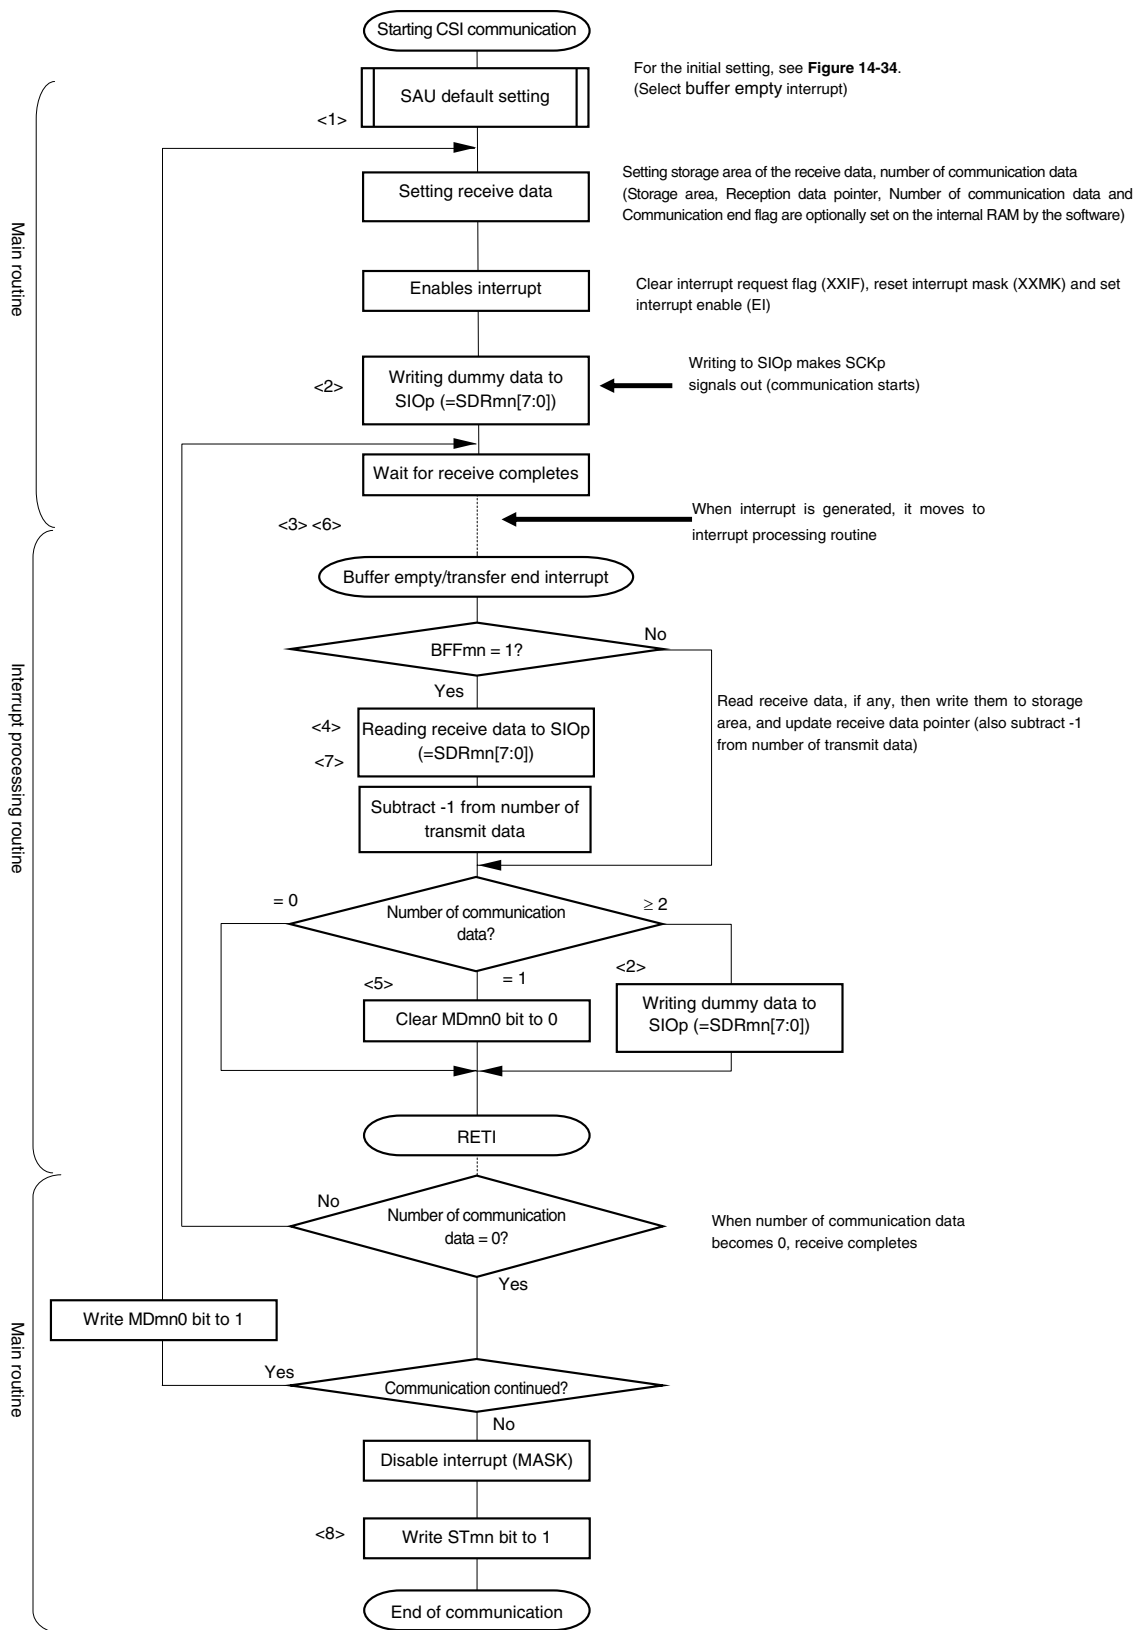 Starting CSI communication
For the initial setting, see Figure 14-34.
(Select buffer empty interrupt)
SAU default setting
<1>
Setting receive data
Setting storage area of the receive data, number of communication data
(Storage area, Reception data pointer, Number of communication data and
Communication end flag are optionally set on the internal RAM by the software)
Main routine
Enables interrupt
Clear interrupt request flag (XXIF), reset interrupt mask (XXMK) and set
interrupt enable (EI)
<2>
Writing dummy data to
SIOp (=SDRmn[7:0])
Writing to SIOp makes SCKp
signals out (communication starts)
Wait for receive completes
<3> <6>
When interrupt is generated, it moves to
interrupt processing routine
Buffer empty/transfer end interrupt
BFFmn = 1?
No
Yes
Interrupt processing routine
<4>
<7>
Reading receive data to SIOp
(=SDRmn[7:0])
Read receive data, if any, then write them to storage
area, and update receive data pointer (also subtract -1
from number of transmit data)
Subtract -1 from number of
transmit data
= 0
Number of communication
data?
≥ 2
= 1
<5>
Clear MDmn0 bit to 0
<2>
Writing dummy data to
SIOp (=SDRmn[7:0])
RETI
No
Number of communication
data = 0?
When number of communication data
becomes 0, receive completes
Yes
Write MDmn0 bit to 1
Main routine
Yes
Communication continued?
No
Disable interrupt (MASK)
<8>
Write STmn bit to 1
End of communication